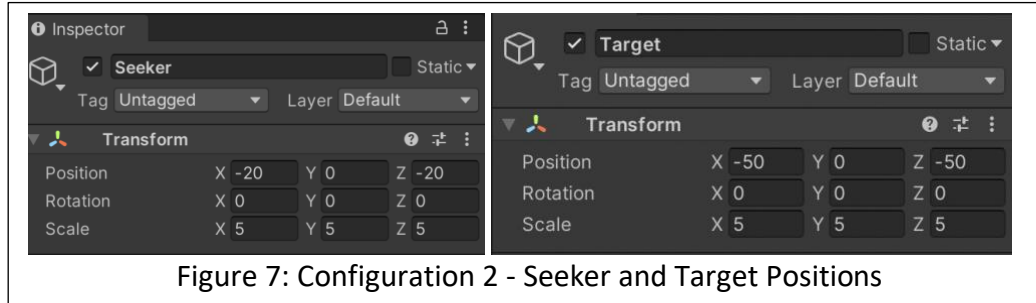 Inspector
Seeker Static
Tag Untagged Layer Default
Transform
Position X -20 Y 0 Z -20
Rotation X 0 Y 0 Z 0
Scale X 5 Y 5 Z 5
Target Static
Tag Untagged Layer Default
Transform
Position X -50 Y 0 Z -50
Rotation X 0 Y 0 Z 0
Scale X 5 Y 5 Z 5
Figure 7: Configuration 2 - Seeker and Target Positions